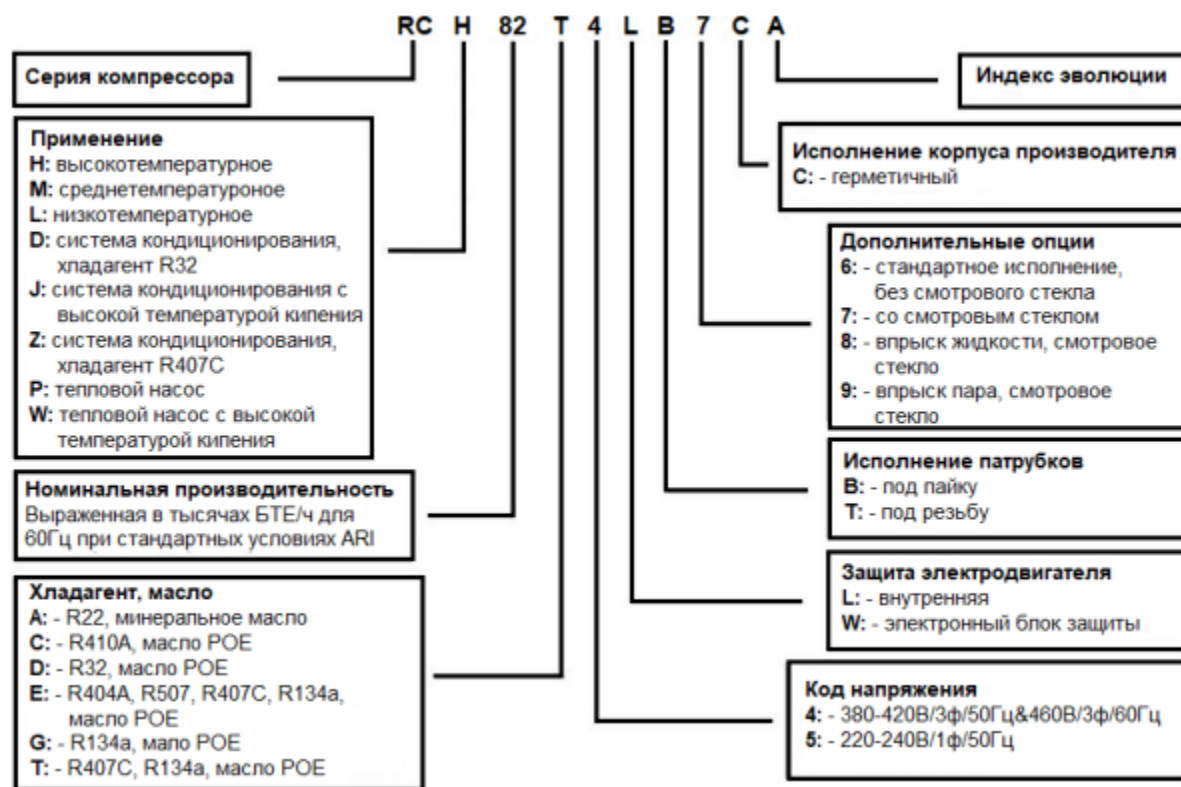 RC H 82 T 4 L B 7 C A
Серия компрессора
Применение
H: высокотемпературное
M: среднетемпературоное
L: низкотемпературное
D: система кондиционирования,
хладагент R32
J: система кондиционирования с
высокой температурой кипения
Z: система кондиционирования,
хладагент R407C
P: тепловой насос
W: тепловой насос с высокой
температурой кипения
Номинальная производительность
Выраженная в тысячах БТЕ/ч для
60Гц при стандартных условиях ARI
Хладагент, масло
A: - R22, минеральное масло
C: - R410A, масло POE
D: - R32, масло POE
E: - R404A, R507, R407C, R134a,
масло POE
G: - R134a, мало POE
T: - R407C, R134a, масло POE
Индекс эволюции
Исполнение корпуса производителя
C: - герметичный
Дополнительные опции
6: - стандартное исполнение,
без смотрового стекла
7: - со смотровым стеклом
8: - впрыск жидкости, смотровое
стекло
9: - впрыск пара, смотровое
стекло
Исполнение патрубков
B: - под пайку
T: - под резьбу
Защита электродвигателя
L: - внутренняя
W: - электронный блок защиты
Код напряжения
4: - 380-420В/3ф/50Гц&460В/3ф/60Гц
5: - 220-240В/1ф/50Гц